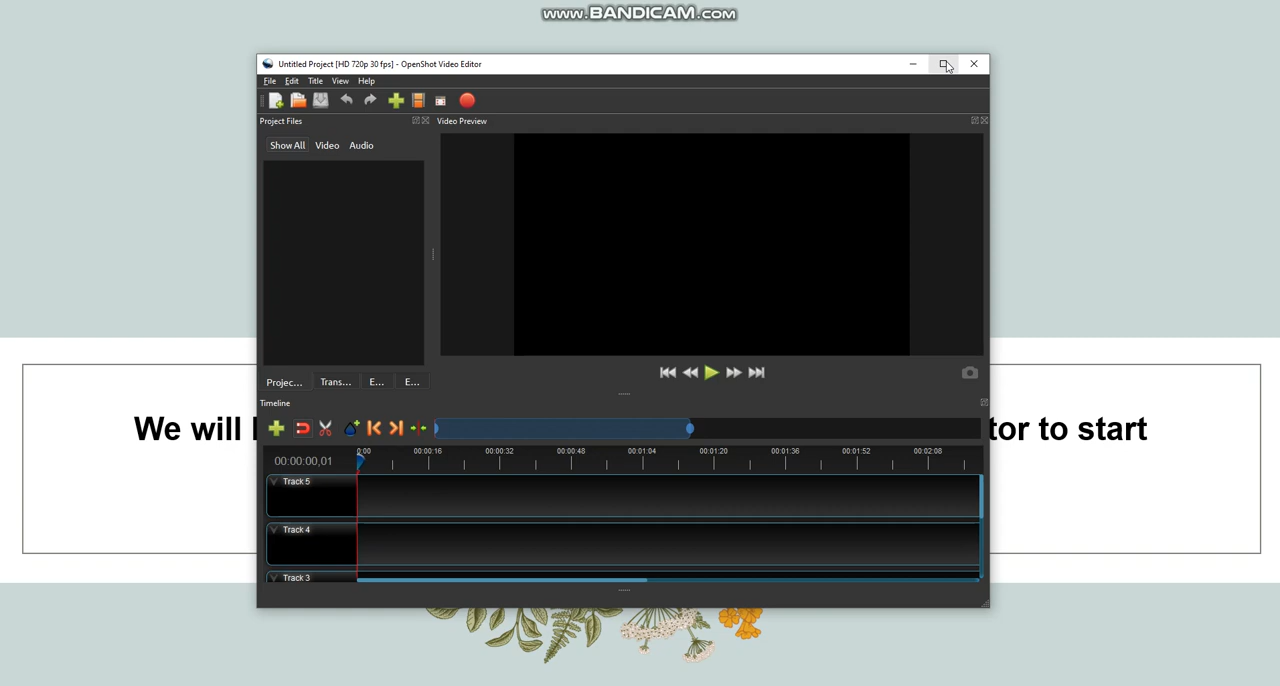 www.BANDICAM.com
Untitled Project [HD 720p 30 fps] - OpenShot Video Editor
File Edit Title View Help
Project Files
Video Preview
Show All Video Audio
Projec... Trans... E... E...
Timeline
We will
tor to start
00:00:00,01
0:00 00:00:16 00:00:32 00:00:48 00:01:04 00:01:20 00:01:36 00:01:52 00:02:08
Track 5
Track 4
Track 3